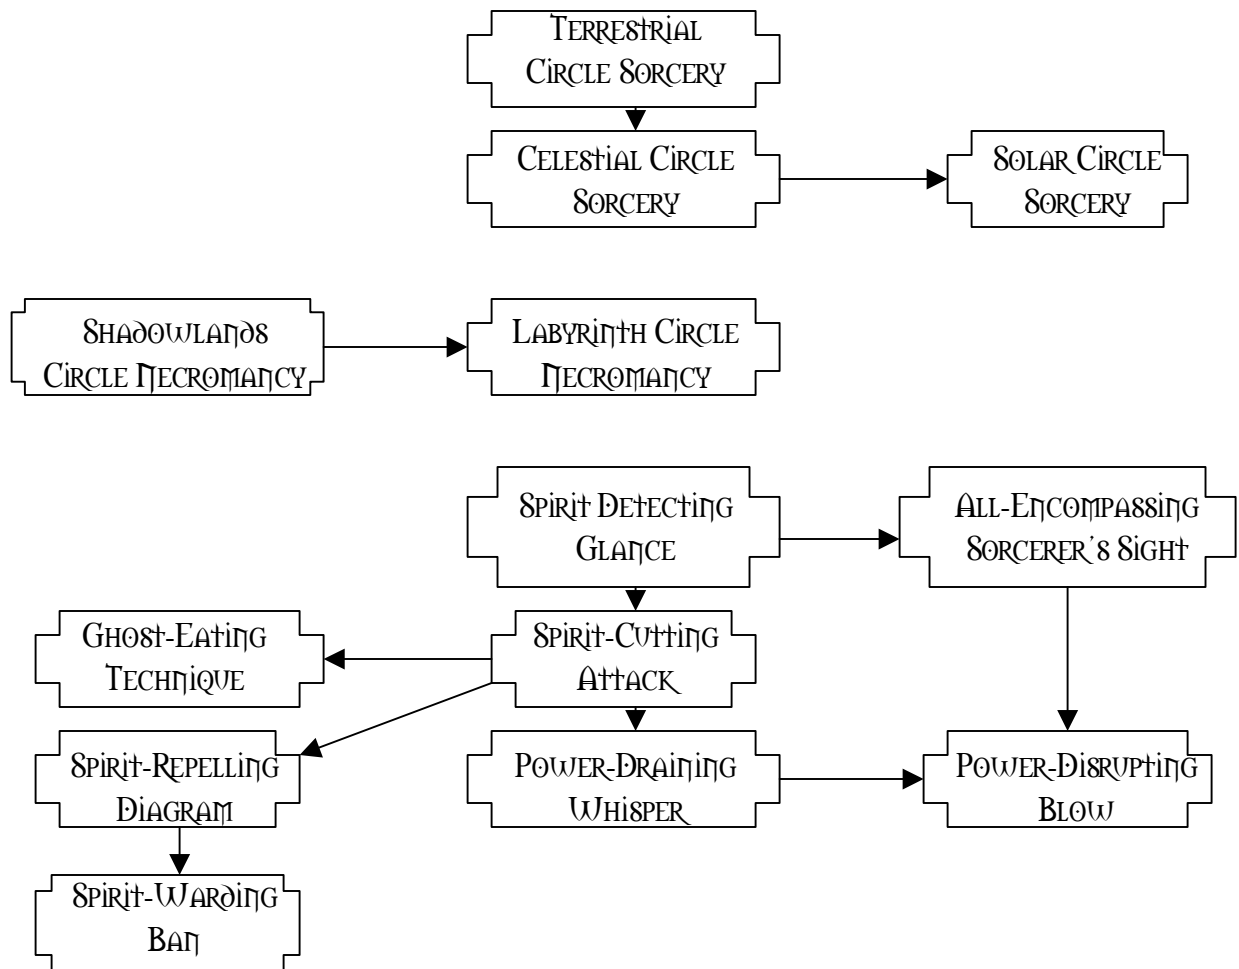 Terrestrial
Circle Sorcery
Celestial Circle
Sorcery
Solar Circle
Sorcery
Shadowlands
Circle Necromancy
Labyrinth Circle
Necromancy
Spirit Detecting
Glance
All-Encompassing
Sorcerer's Sight
Ghost-Eating
Technique
Spirit-Cutting
Attack
Spirit-Repelling
Diagram
Power-Draining
Whisper
Power-Disrupting
Blow
Spirit-Warding
Ban